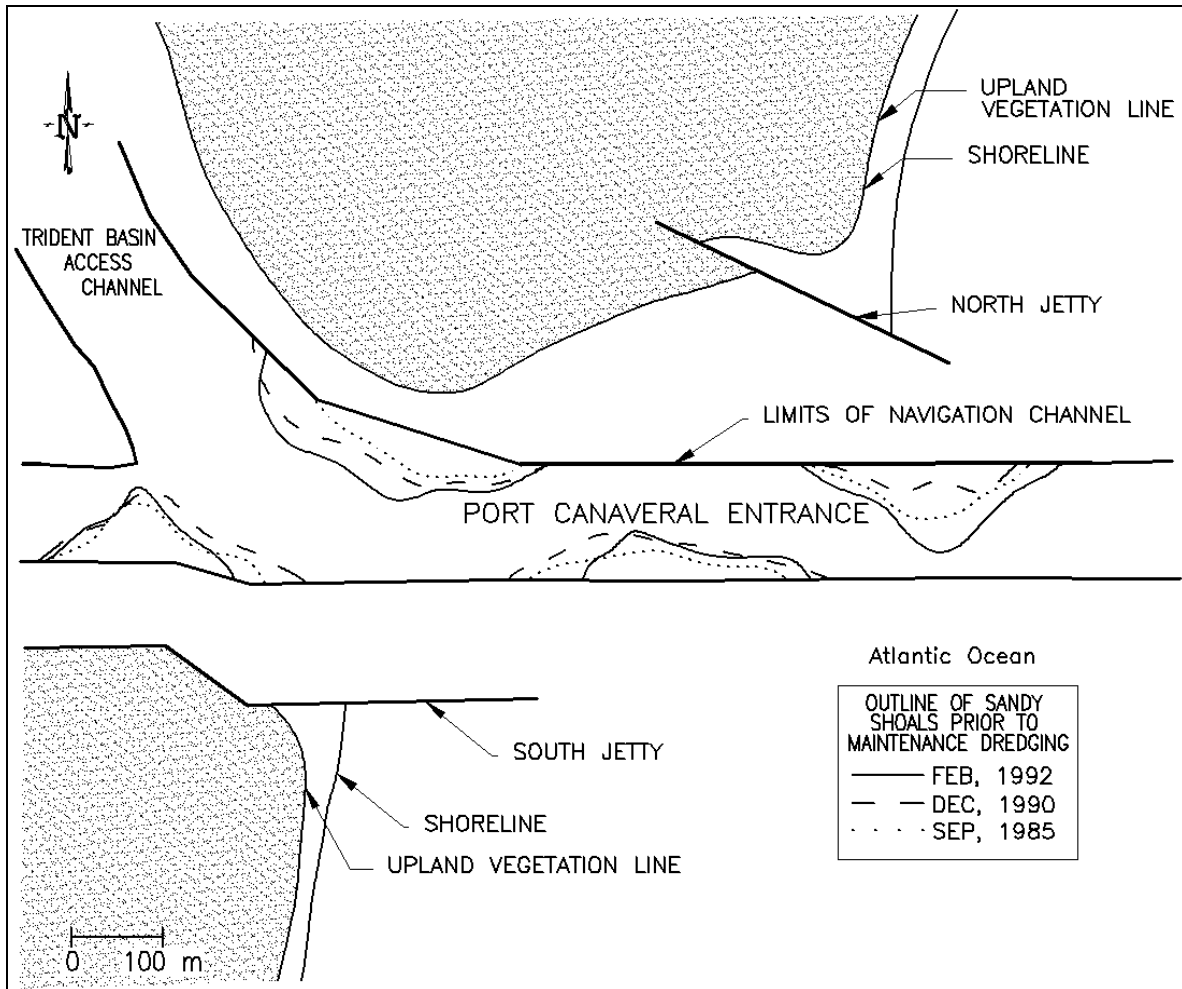 UPLAND
VEGETATION LINE
SHORELINE
N
TRIDENT BASIN
ACCESS
CHANNEL
NORTH JETTY
LIMITS OF NAVIGATION CHANNEL
PORT CANAVERAL ENTRANCE
Atlantic Ocean
OUTLINE OF SANDY
SHOALS PRIOR TO
MAINTENANCE DREDGING
FEB, 1992
DEC, 1990
SEP, 1985
SOUTH JETTY
SHORELINE
UPLAND VEGETATION LINE
0 100 m